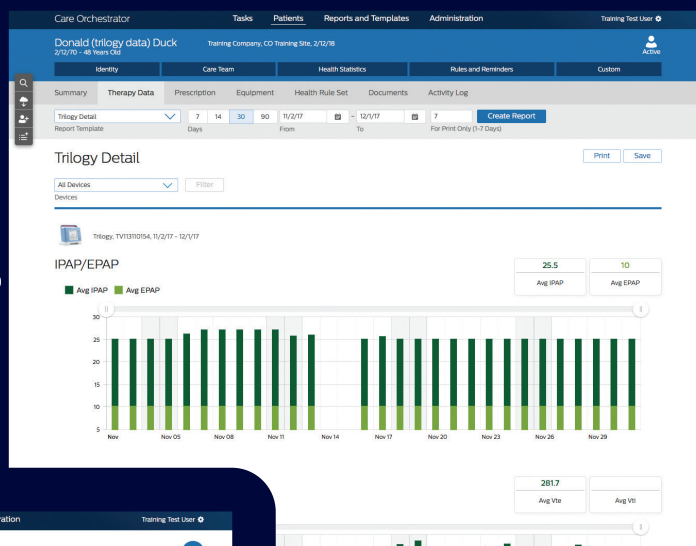 Care Orchestrator Tasks Patients Reports and Templates Administration Training Test User
Donald (trilogy data) Duck Training Company, CO Training Site, 2/12/18
2/12/70 - 48 Years Old Active
Identity Care Team Health Statistics Rules and Reminders Custom
Summary Therapy Data Prescription Equipment Health Rule Set Documents Activity Log
Trilogy Detail 7 14 30 90 11/2/17 - 12/1/17 7 Create Report
Report Template Days From To For Print Only (1-7 Days)
Trilogy Detail Print Save
All Devices Filter
Devices
Trilogy, TV113110154, 11/2/17 - 12/1/17
IPAP/EPAP 25.5 10
Avg IPAP Avg EPAP
Avg IPAP Avg EPAP
30
25
20
15
10
5
Nov Nov 05 Nov 08 Nov 11 Nov 14 Nov 17 Nov 20 Nov 23 Nov 26 Nov 29
281.7
Avg Vte Avg Vti
Training Test User